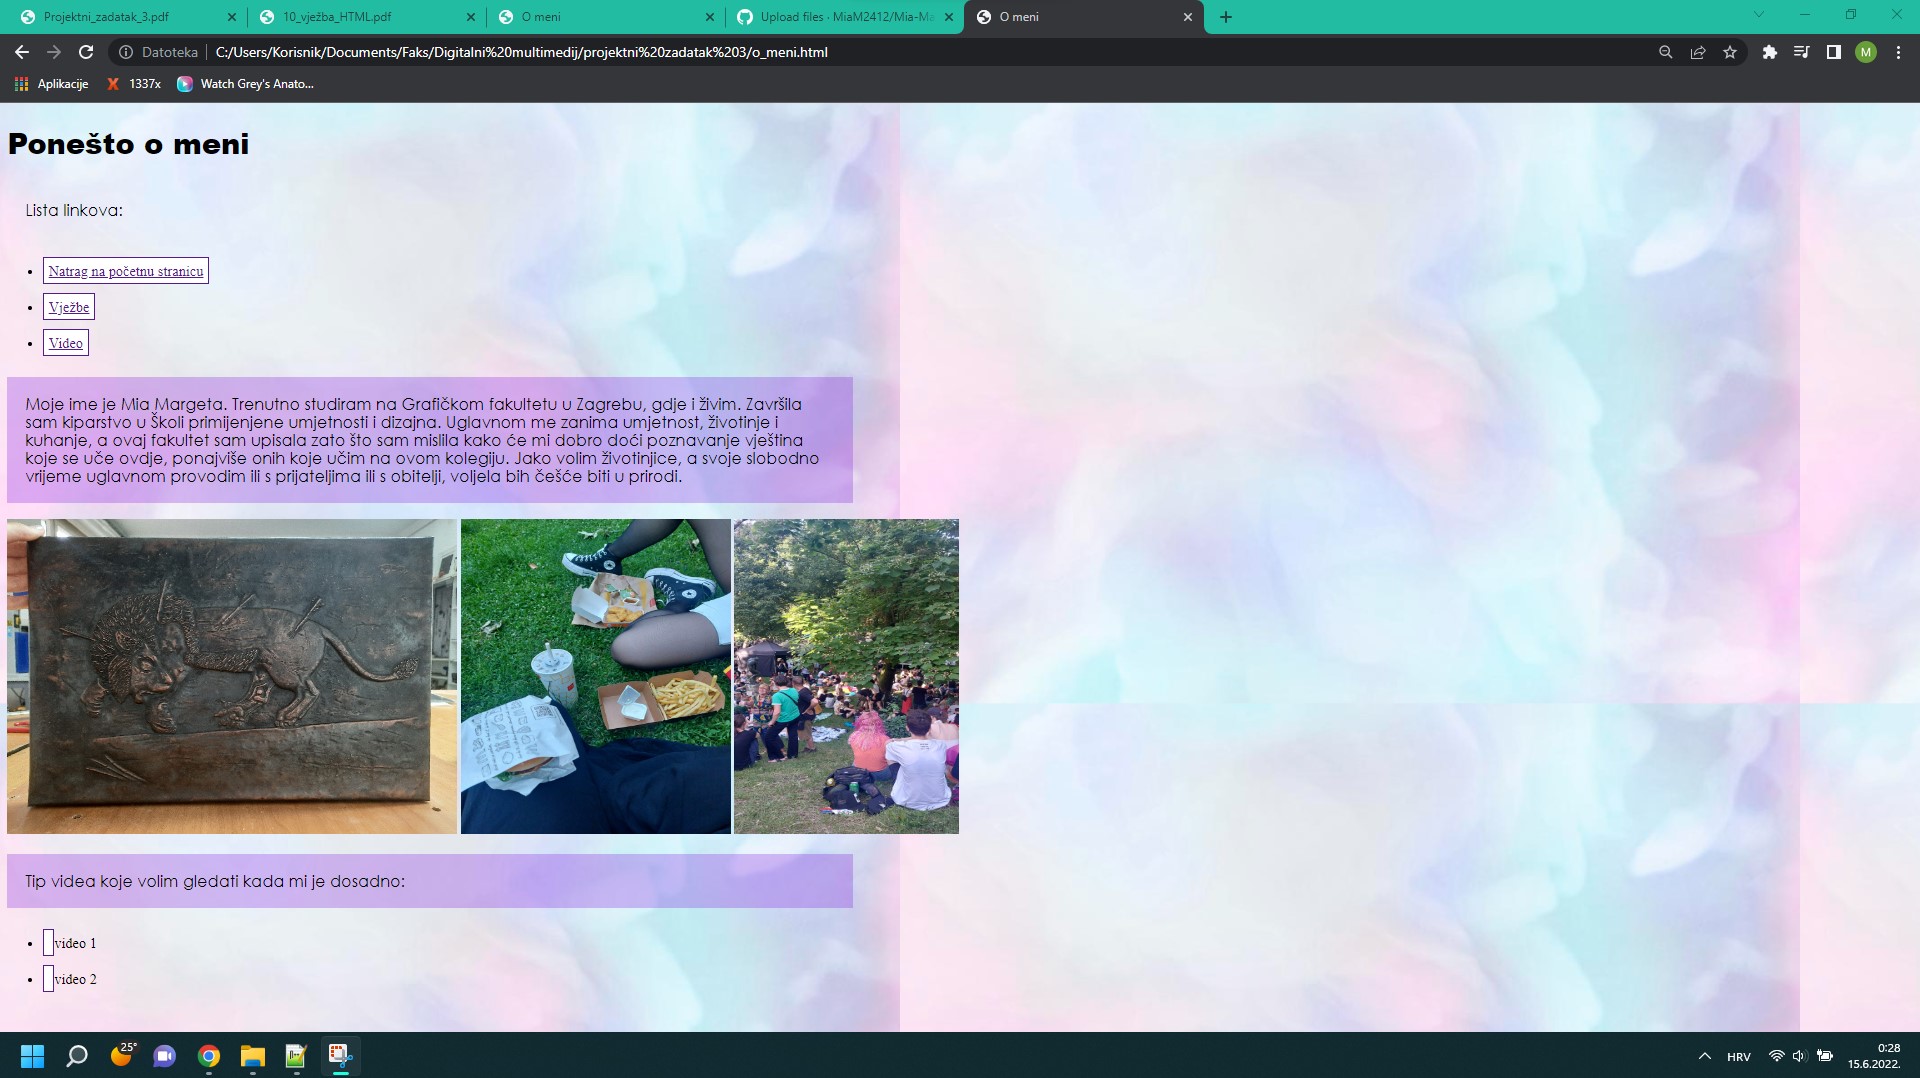 Projektni_zadatak_3.pdf
10_vježba_HTML.pdf
O meni
Upload files · MiaM2412/Mia-Ma
O meni
Datoteka
C:/Users/Korisnik/Documents/Faks/Digitalni%20multimedij/projektni%20zadatak%203/o_meni.html
M
Aplikacije
1337x
Watch Grey's Anato...
Ponešto o meni
Lista linkova:
Natrag na početnu stranicu
Vježbe
Video
Moje ime je Mia Margeta. Trenutno studiram na Grafičkom fakultetu u Zagrebu, gdje i živim. Završila
sam kiparstvo u Školi primijenjene umjetnosti i dizajna. Uglavnom me zanima umjetnost, životinje i
kuhanje, a ovaj fakultet sam upisala zato što sam mislila kako će mi dobro doći poznavanje vještina
koje se uče ovdje, ponajviše onih koje učim na ovom kolegiju. Jako volim životinjice, a svoje slobodno
vrijeme uglavnom provodim ili s prijateljima ili s obitelji, voljela bih češće biti u prirodi.
Tip videa koje volim gledati kada mi je dosadno:
video 1
video 2
25°
HRV
0:28
15.6.2022.